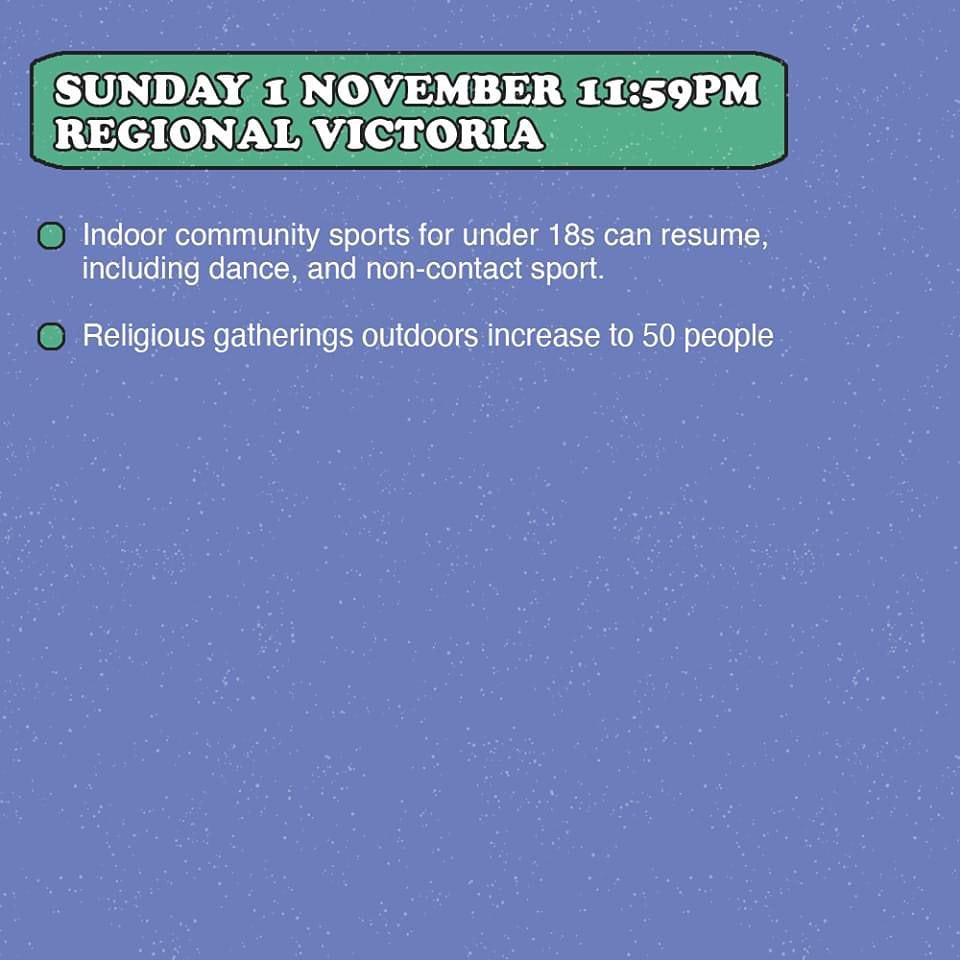 SUNDAY 1 NOVEMBER 11:59PM
REGIONAL VICTORIA
Indoor community sports for under 18s can resume,
including dance, and non-contact sport.
Religious gatherings outdoors increase to 50 people